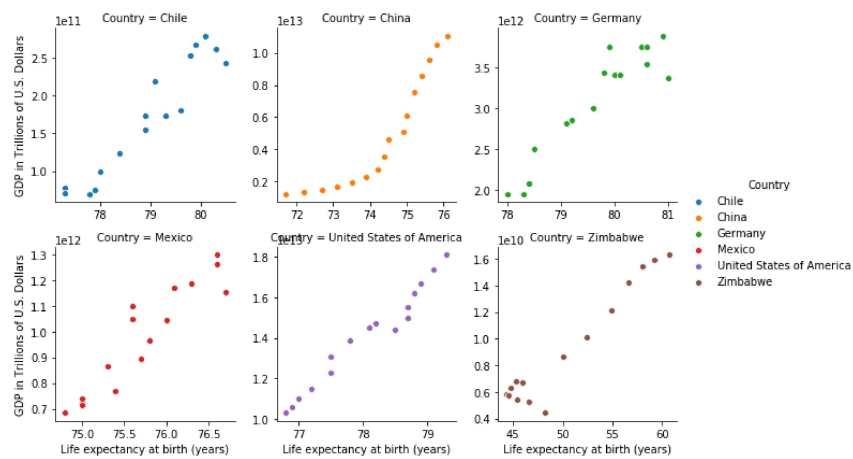 1e11
Country = Chile
2.5
2.0
1.5
1.0
78
79
80
GDP in Trillions of U.S. Dollars
1e13
Country = China
1.0
0.8
0.6
0.4
0.2
72
73
74
75
76
1e12
Country = Germany
3.5
3.0
2.5
2.0
78
79
80
81
1e12
Country = Mexico
1.3
1.2
1.1
1.0
0.9
0.8
0.7
75.0
75.5
76.0
76.5
GDP in Trillions of U.S. Dollars
Life expectancy at birth (years)
1e13
Country = United States of America
1.8
1.6
1.4
1.2
1.0
77
78
79
Life expectancy at birth (years)
1e10
Country = Zimbabwe
1.6
1.4
1.2
1.0
0.8
0.6
0.4
45
50
55
60
Life expectancy at birth (years)
Country
Chile
China
Germany
Mexico
United States of America
Zimbabwe